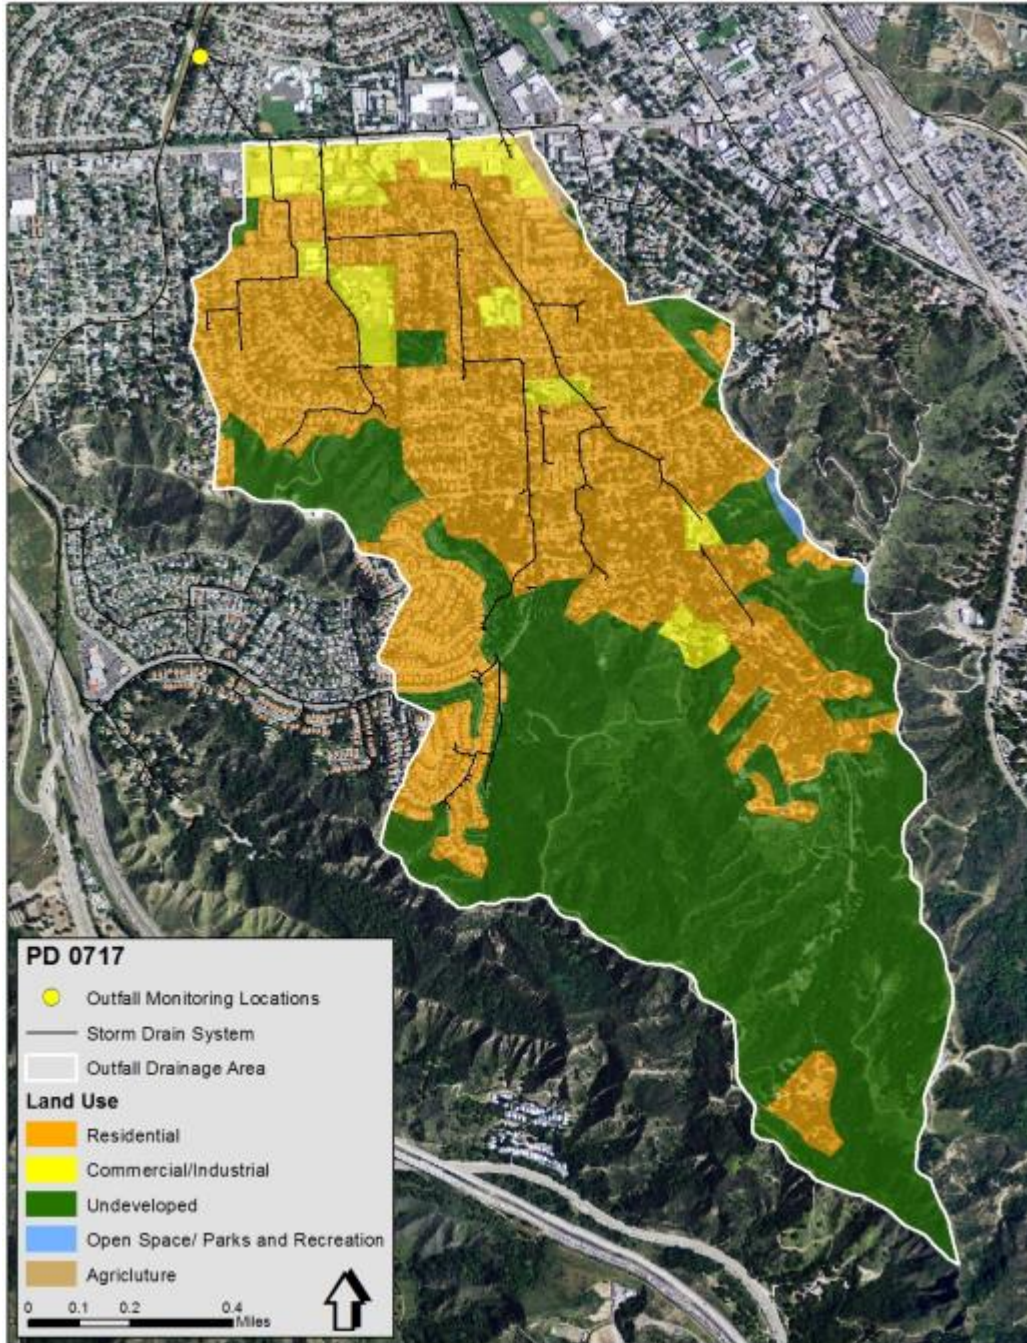 PD 0717
Outfall Monitoring Locations
Storm Drain System
Outfall Drainage Area
Land Use
Residential
Commercial/Industrial
Undeveloped
Open Space/ Parks and Recreation
Agricluture
0 0.1 0.2 0.4
Miles